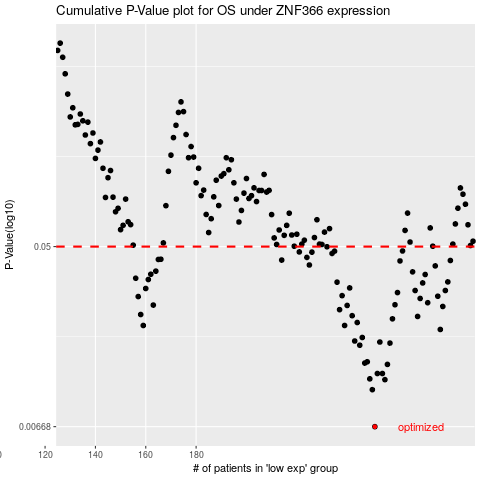 Cumulative P-Value plot for OS under ZNF366 expression
P-Value(log10)
0.05
0.00668
optimized
0
120
140
160
180
# of patients in 'low exp' group